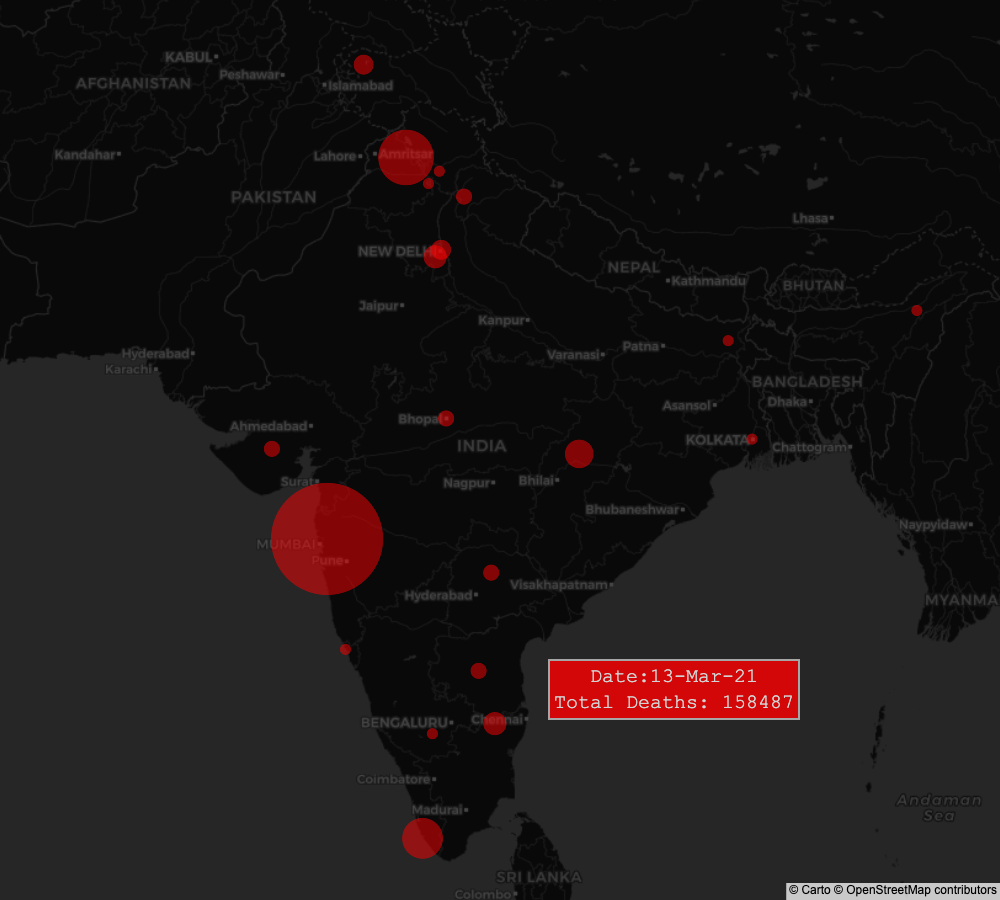 KABUL
Peshawar
Islamabad
AFGHANISTAN
Kandahar
Lahore
Amritsar
PAKISTAN
Lhasa
NEW DELHI
NEPAL
Kathmandu
BHUTAN
Jaipur
Kanpur
Hyderabad
Karachi
Varanasi
Patna
BANGLADESH
Dhaka
Asansol
Ahmedabad
Bhopal
INDIA
KOLKATA
Chattogram
Surat
Nagpur
Bhilai
Bhubaneshwar
Naypyidaw
MUMBAI
Pune
Hyderabad
Visakhapatnam
MYANMA
Date:13-Mar-21
Total Deaths: 158487
BENGALURU
Chennai
Coimbatore
Madurai
Andaman
Sea
SRI LANKA
Colombo
© Carto © OpenStreetMap contributors